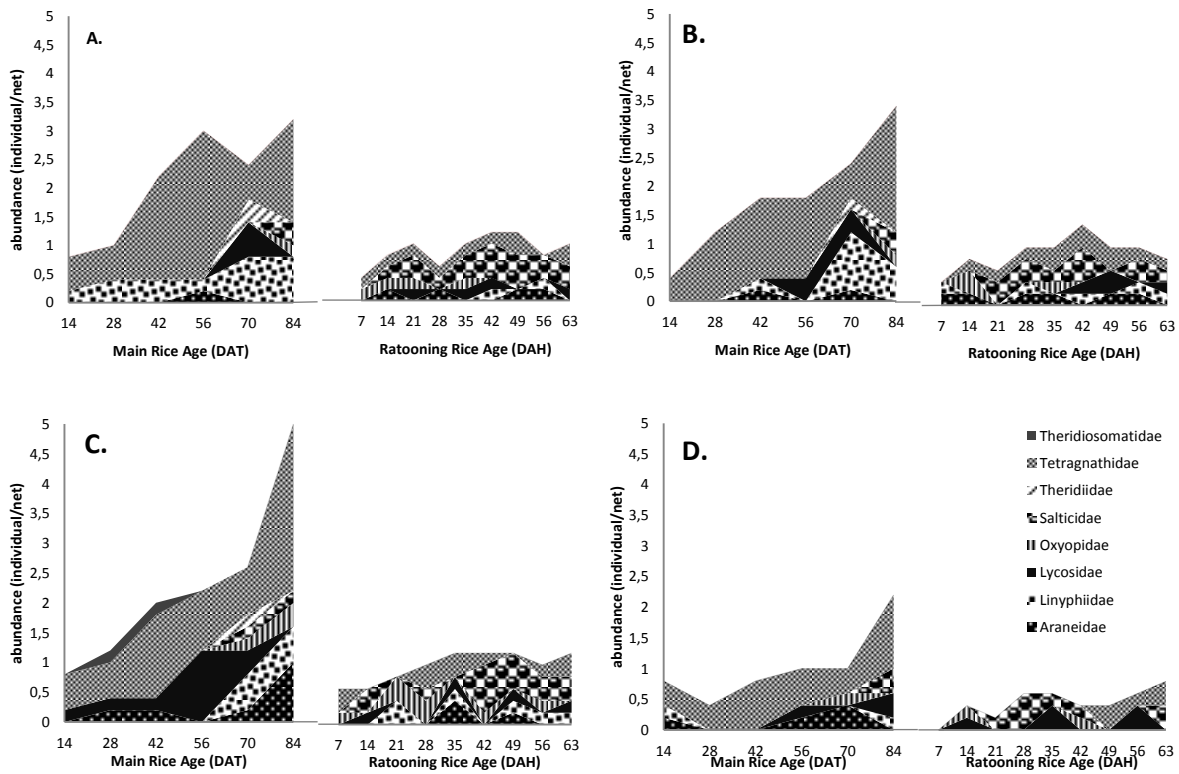 A.
abundance (individual/net)
5
4,5
4
3,5
3
2,5
2
1,5
1
0,5
0
14 28 42 56 70 84
7 14 21 28 35 42 49 56 63
Main Rice Age (DAT)
Ratooning Rice Age (DAH)
B.
abundance (individual/net)
5
4,5
4
3,5
3
2,5
2
1,5
1
0,5
0
14 28 42 56 70 84
7 14 21 28 35 42 49 56 63
Main Rice Age (DAT)
Ratooning Rice Age (DAH)
C.
abundance (individual/net)
5
4,5
4
3,5
3
2,5
2
1,5
1
0,5
0
14 28 42 56 70 84
7 14 21 28 35 42 49 56 63
Main Rice Age (DAT)
Ratooning Rice Age (DAH)
D.
abundance (individual/net)
5
4,5
4
3,5
3
2,5
2
1,5
1
0,5
0
14 28 42 56 70 84
7 14 21 28 35 42 49 56 63
Main Rice Age (DAT)
Ratooning Rice Age (DAH)
Theridiosomatidae
Tetragnathidae
Theridiidae
Salticidae
Oxyopidae
Lycosidae
Linyphiidae
Araneidae